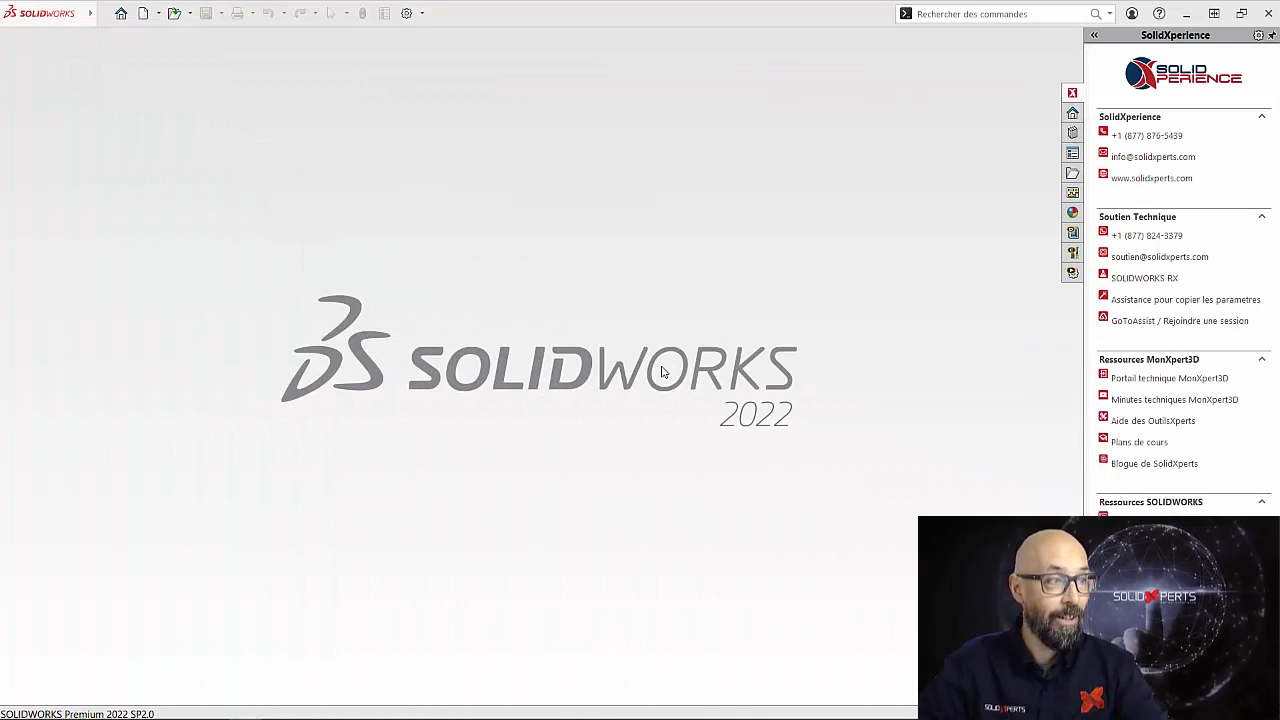 SOLIDWORKS
Rechercher des commandes
SolidXperience
SOLID
XPERIENCE
SolidXperience
+1 (877) 876-5439
info@solidxperts.com
www.solidxperts.com
Soutien Technique
+1 (877) 824-3379
soutien@solidxperts.com
SOLIDWORKS RX
Assistance pour copier les parametres
GoToAssist / Rejoindre une session
Ressources MonXpert3D
Portail technique MonXpert3D
Minutes techniques MonXpert3D
Aide des OutilsXperts
Plans de cours
Blogue de SolidXperts
Ressources SOLIDWORKS
SOLIDWORKS
2022
SOLIDXPERTS
SOLIDXPERTS
SOLIDWORKS Premium 2022 SP2.0